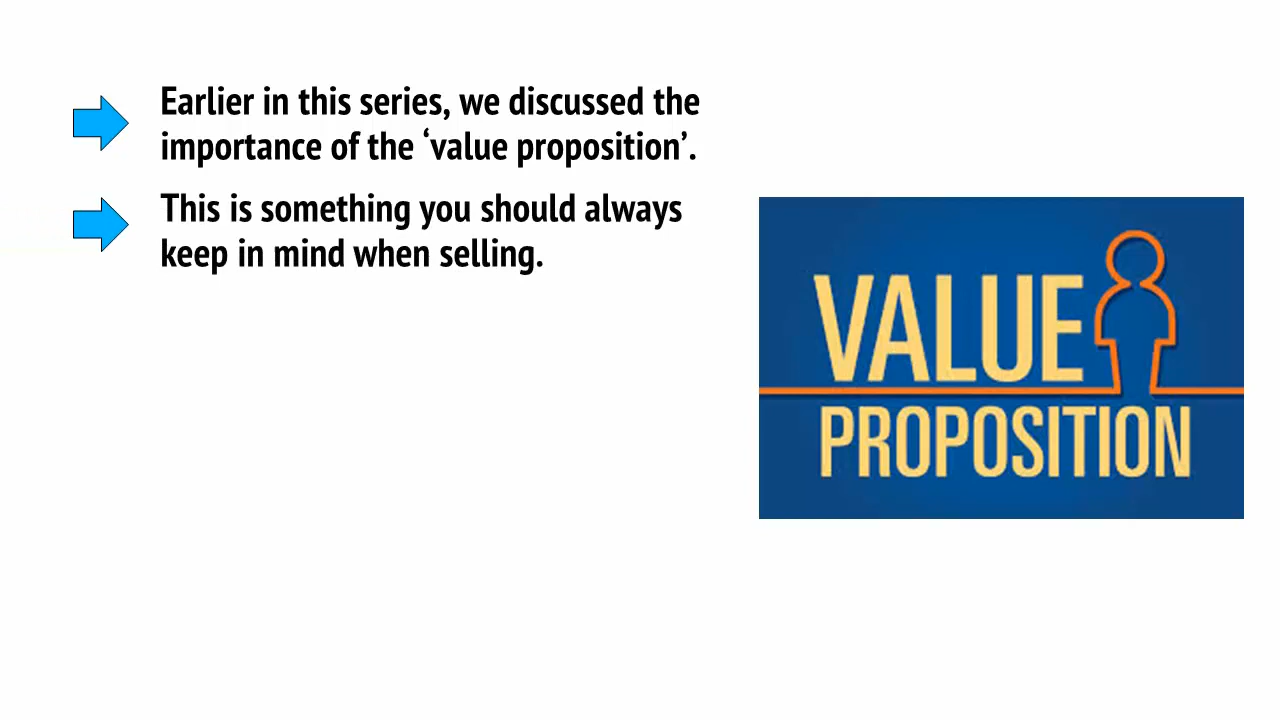 Earlier in this series, we discussed the
importance of the ‘value proposition’.
This is something you should always
keep in mind when selling.
VALUE
PROPOSITION